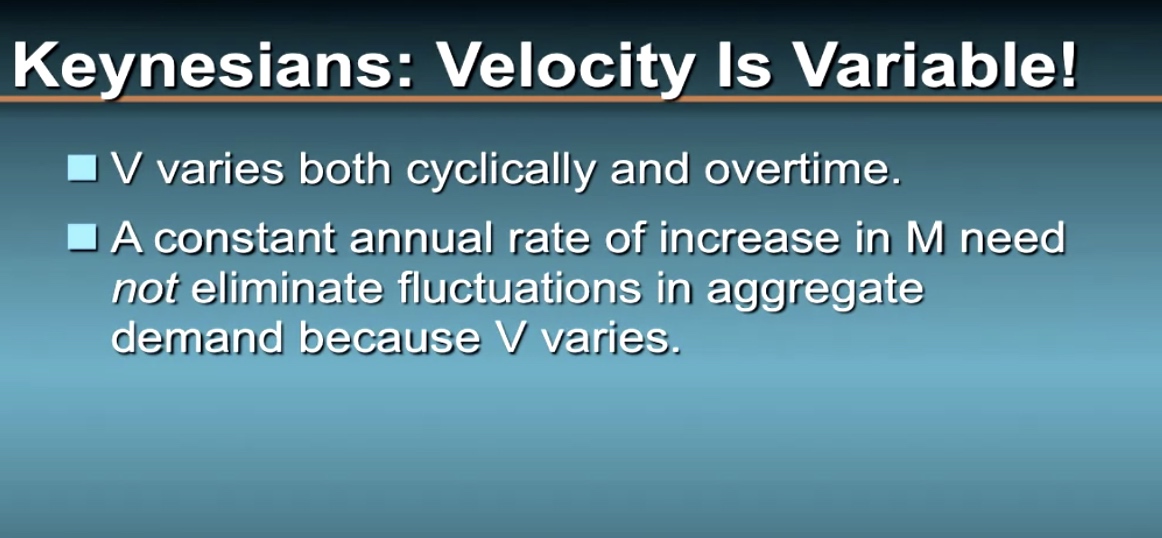 Keynesians: Velocity Is Variable!
V varies both cyclically and overtime.
A constant annual rate of increase in M need
not eliminate fluctuations in aggregate
demand because V varies.